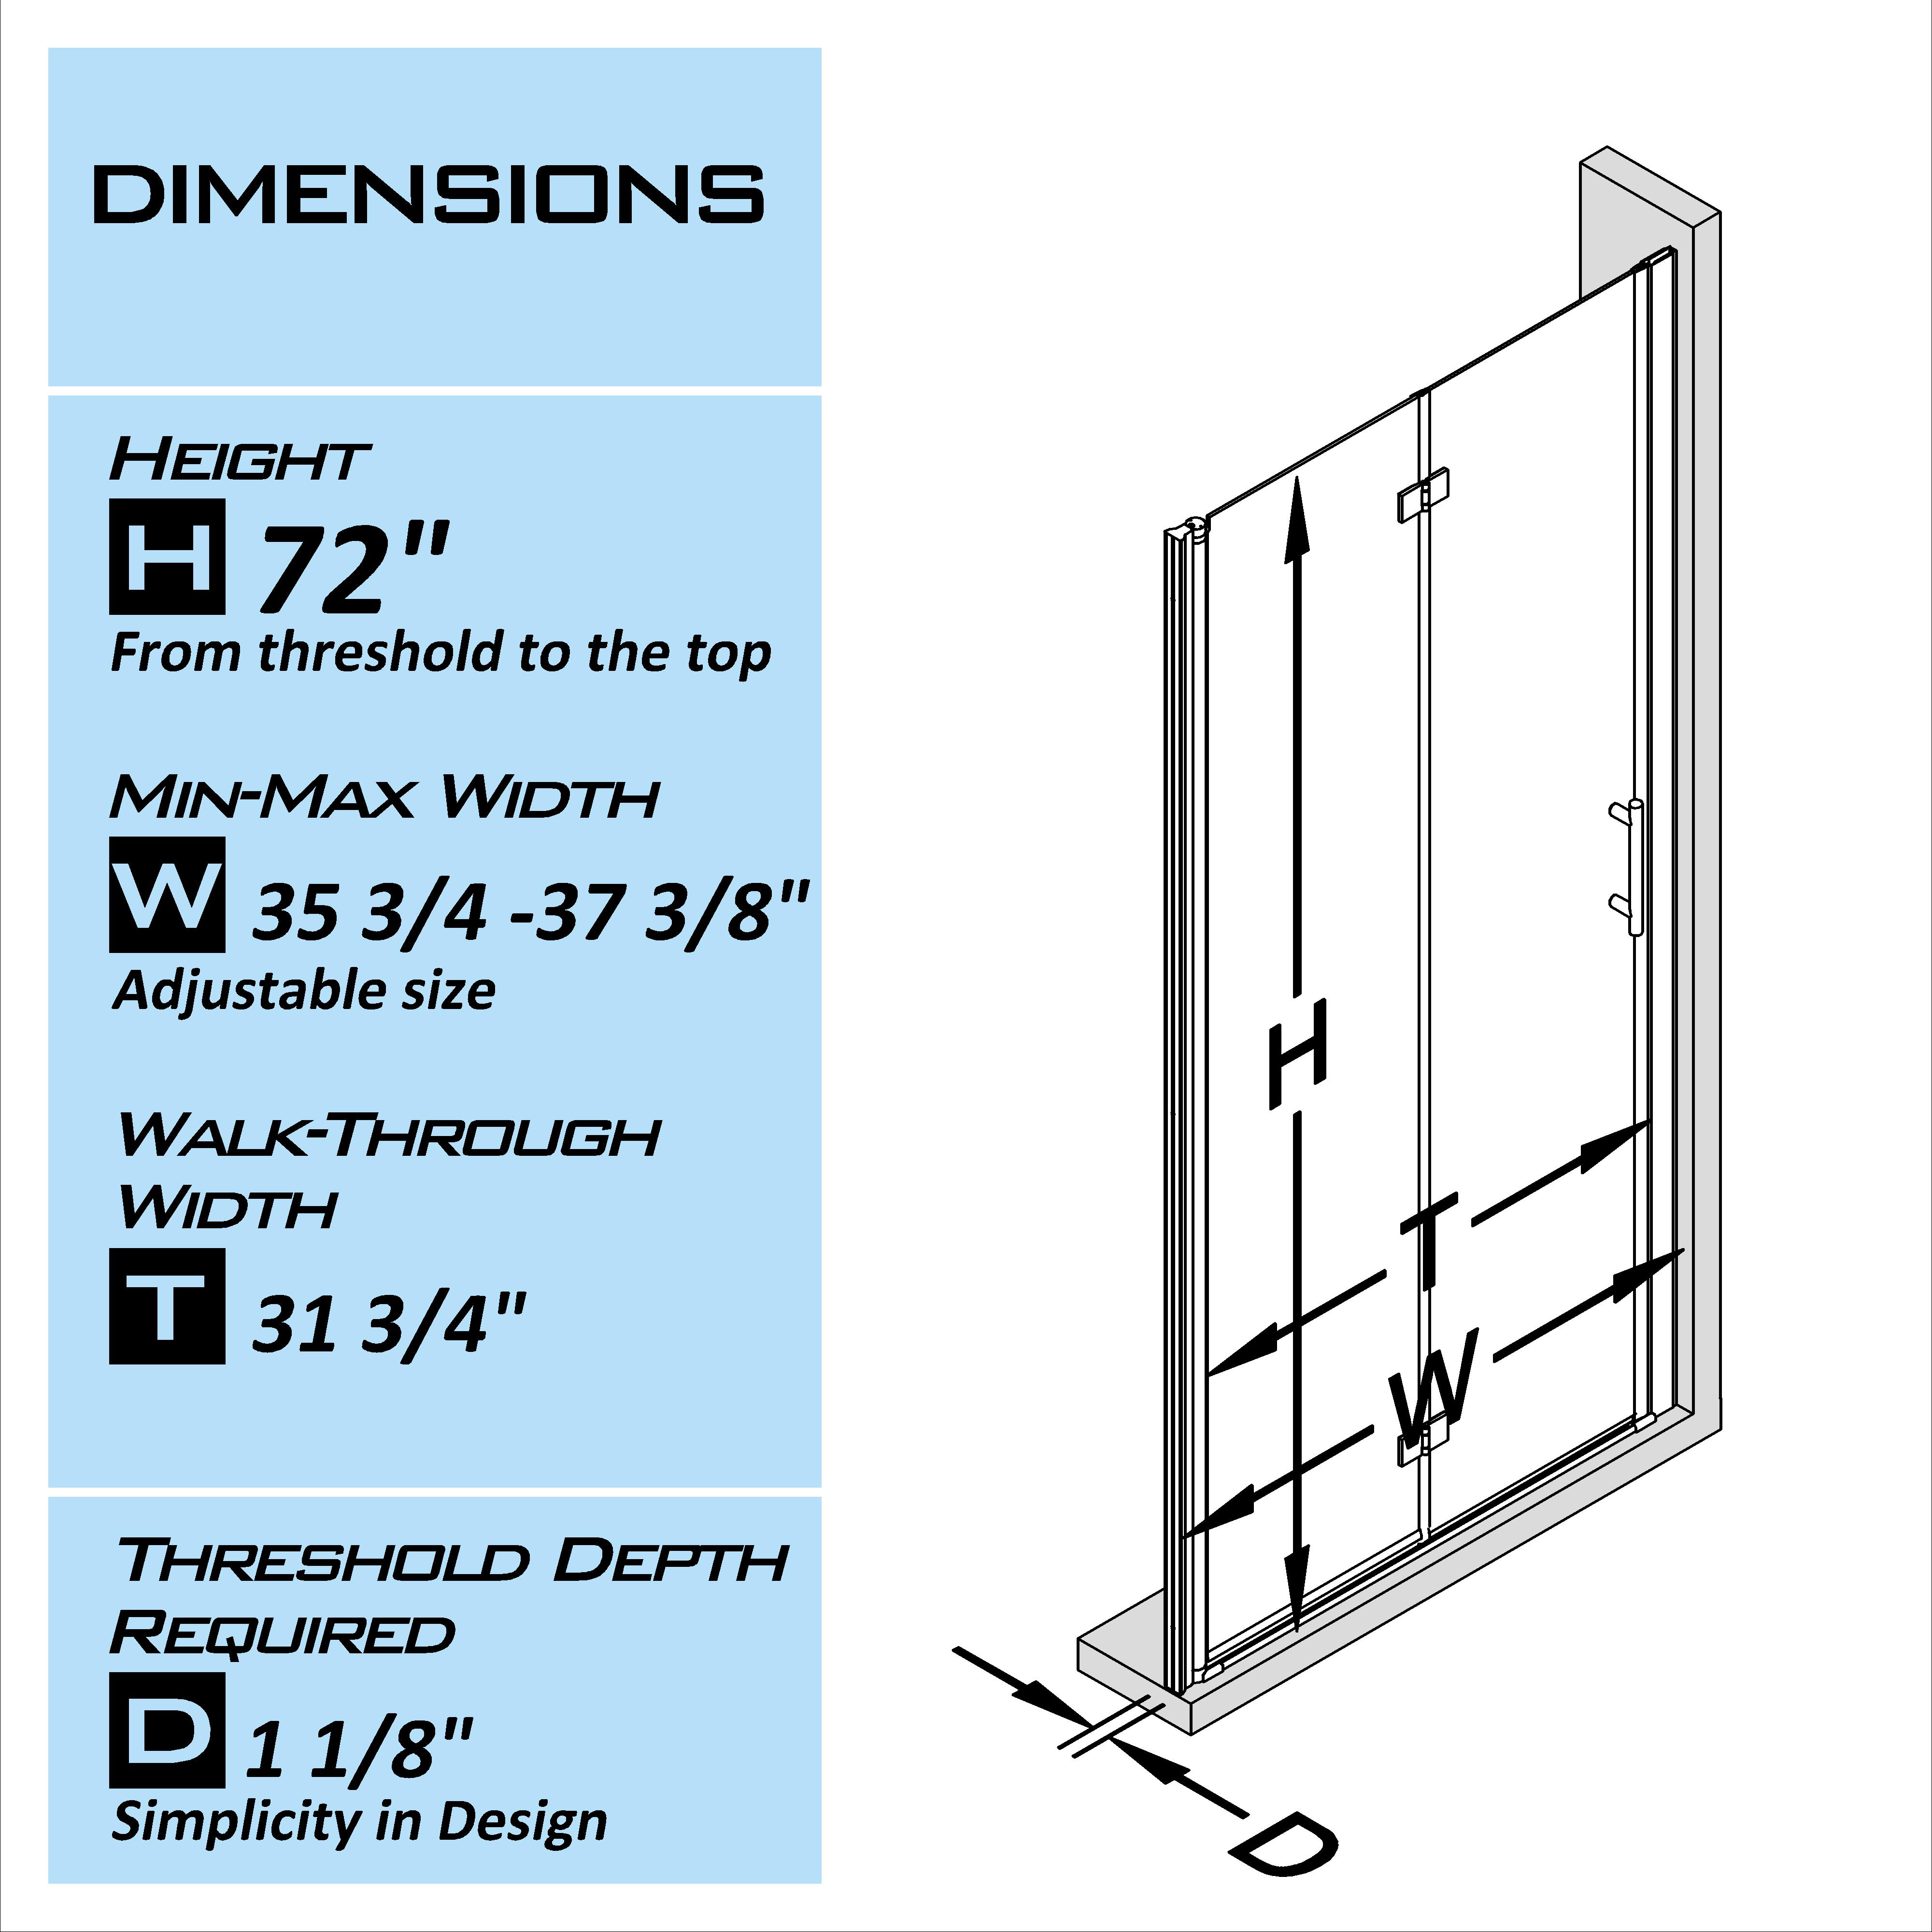 DIMENSIONS
HEIGHT
H 72"
From threshold to the top
MIN-MAX WIDTH
W 35 3/4 -37 3/8"
Adjustable size
WALK-THROUGH
WIDTH
T 31 3/4"
THRESHOLD DEPTH
REQUIRED
D 1 1/8"
Simplicity in Design
H
T
W
D